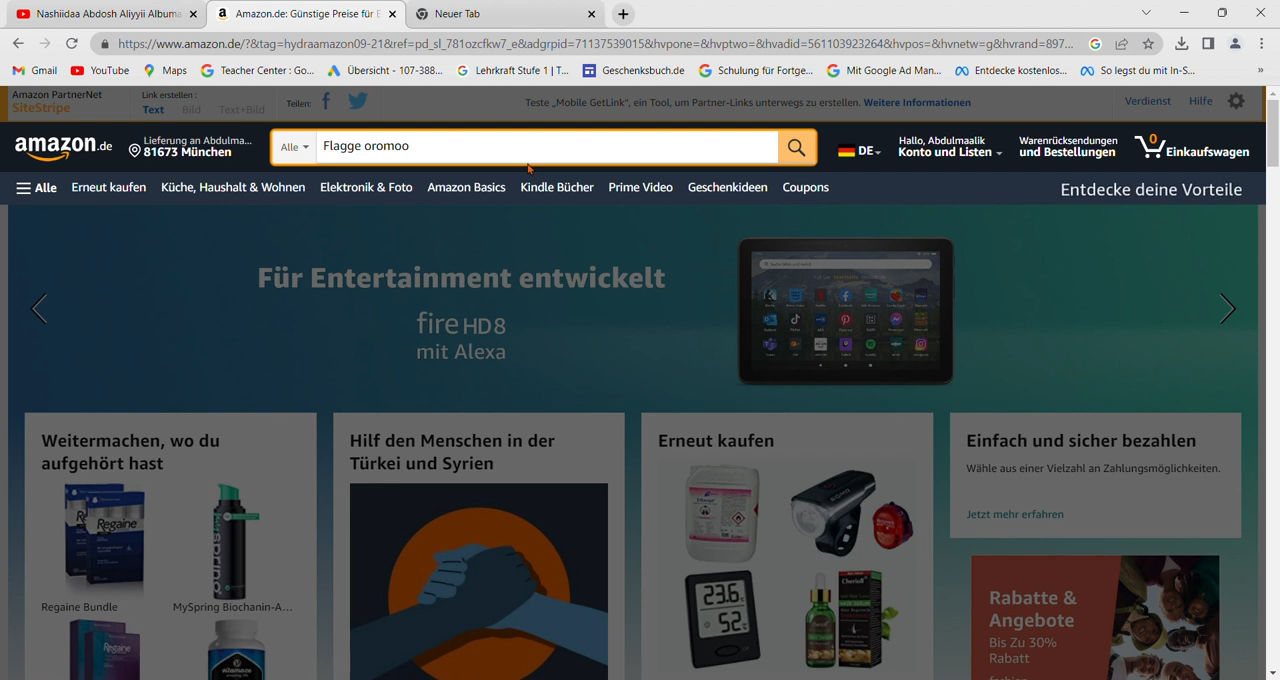 Nashiidaa Abdosh Aliyyii Albuma
Amazon.de: Günstige Preise für E
Neuer Tab
https://www.amazon.de/?&tag=hydraamazon09-21&ref=pd_sl_781ozcfkw7_e&adgrpid=71137539015&hvpone=&hvptwo=&hvadid=561103923264&hvpos=&hvnetw=g&hvrand=897...
Gmail YouTube Maps Teacher Center : Go... Übersicht - 107-388... Lehrkraft Stufe 1 | T... Geschenksbuch.de Schulung für Fortge... Mit Google Ad Man... Entdecke kostenlos... So legst du mit In-S... »
Amazon PartnerNet
SiteStripe
Link erstellen :
Text Bild Text+Bild
Teilen:
Teste „Mobile GetLink“, ein Tool, um Partner-Links unterwegs zu erstellen. Weitere Informationen
Verdienst Hilfe
amazon.de
Lieferung an Abdulma...
81673 München
Alle
Flagge oromoo
DE
Hallo, Abdulmaalik
Konto und Listen
Warenrücksendungen
und Bestellungen
0
Einkaufswagen
Alle Erneut kaufen Küche, Haushalt & Wohnen Elektronik & Foto Amazon Basics Kindle Bücher Prime Video Geschenkideen Coupons
Entdecke deine Vorteile
Für Entertainment entwickelt
fire HD8
mit Alexa
Weitermachen, wo du
aufgehört hast
Regaine
Regaine Bundle
MySpring Biochanin-A...
Regaine
vitamaze
Hilf den Menschen in der
Türkei und Syrien
Erneut kaufen
23.6
52
Einfach und sicher bezahlen
Wähle aus einer Vielzahl an Zahlungsmöglichkeiten.
Jetzt mehr erfahren
Rabatte &
Angebote
Bis Zu 30%
Rabatt